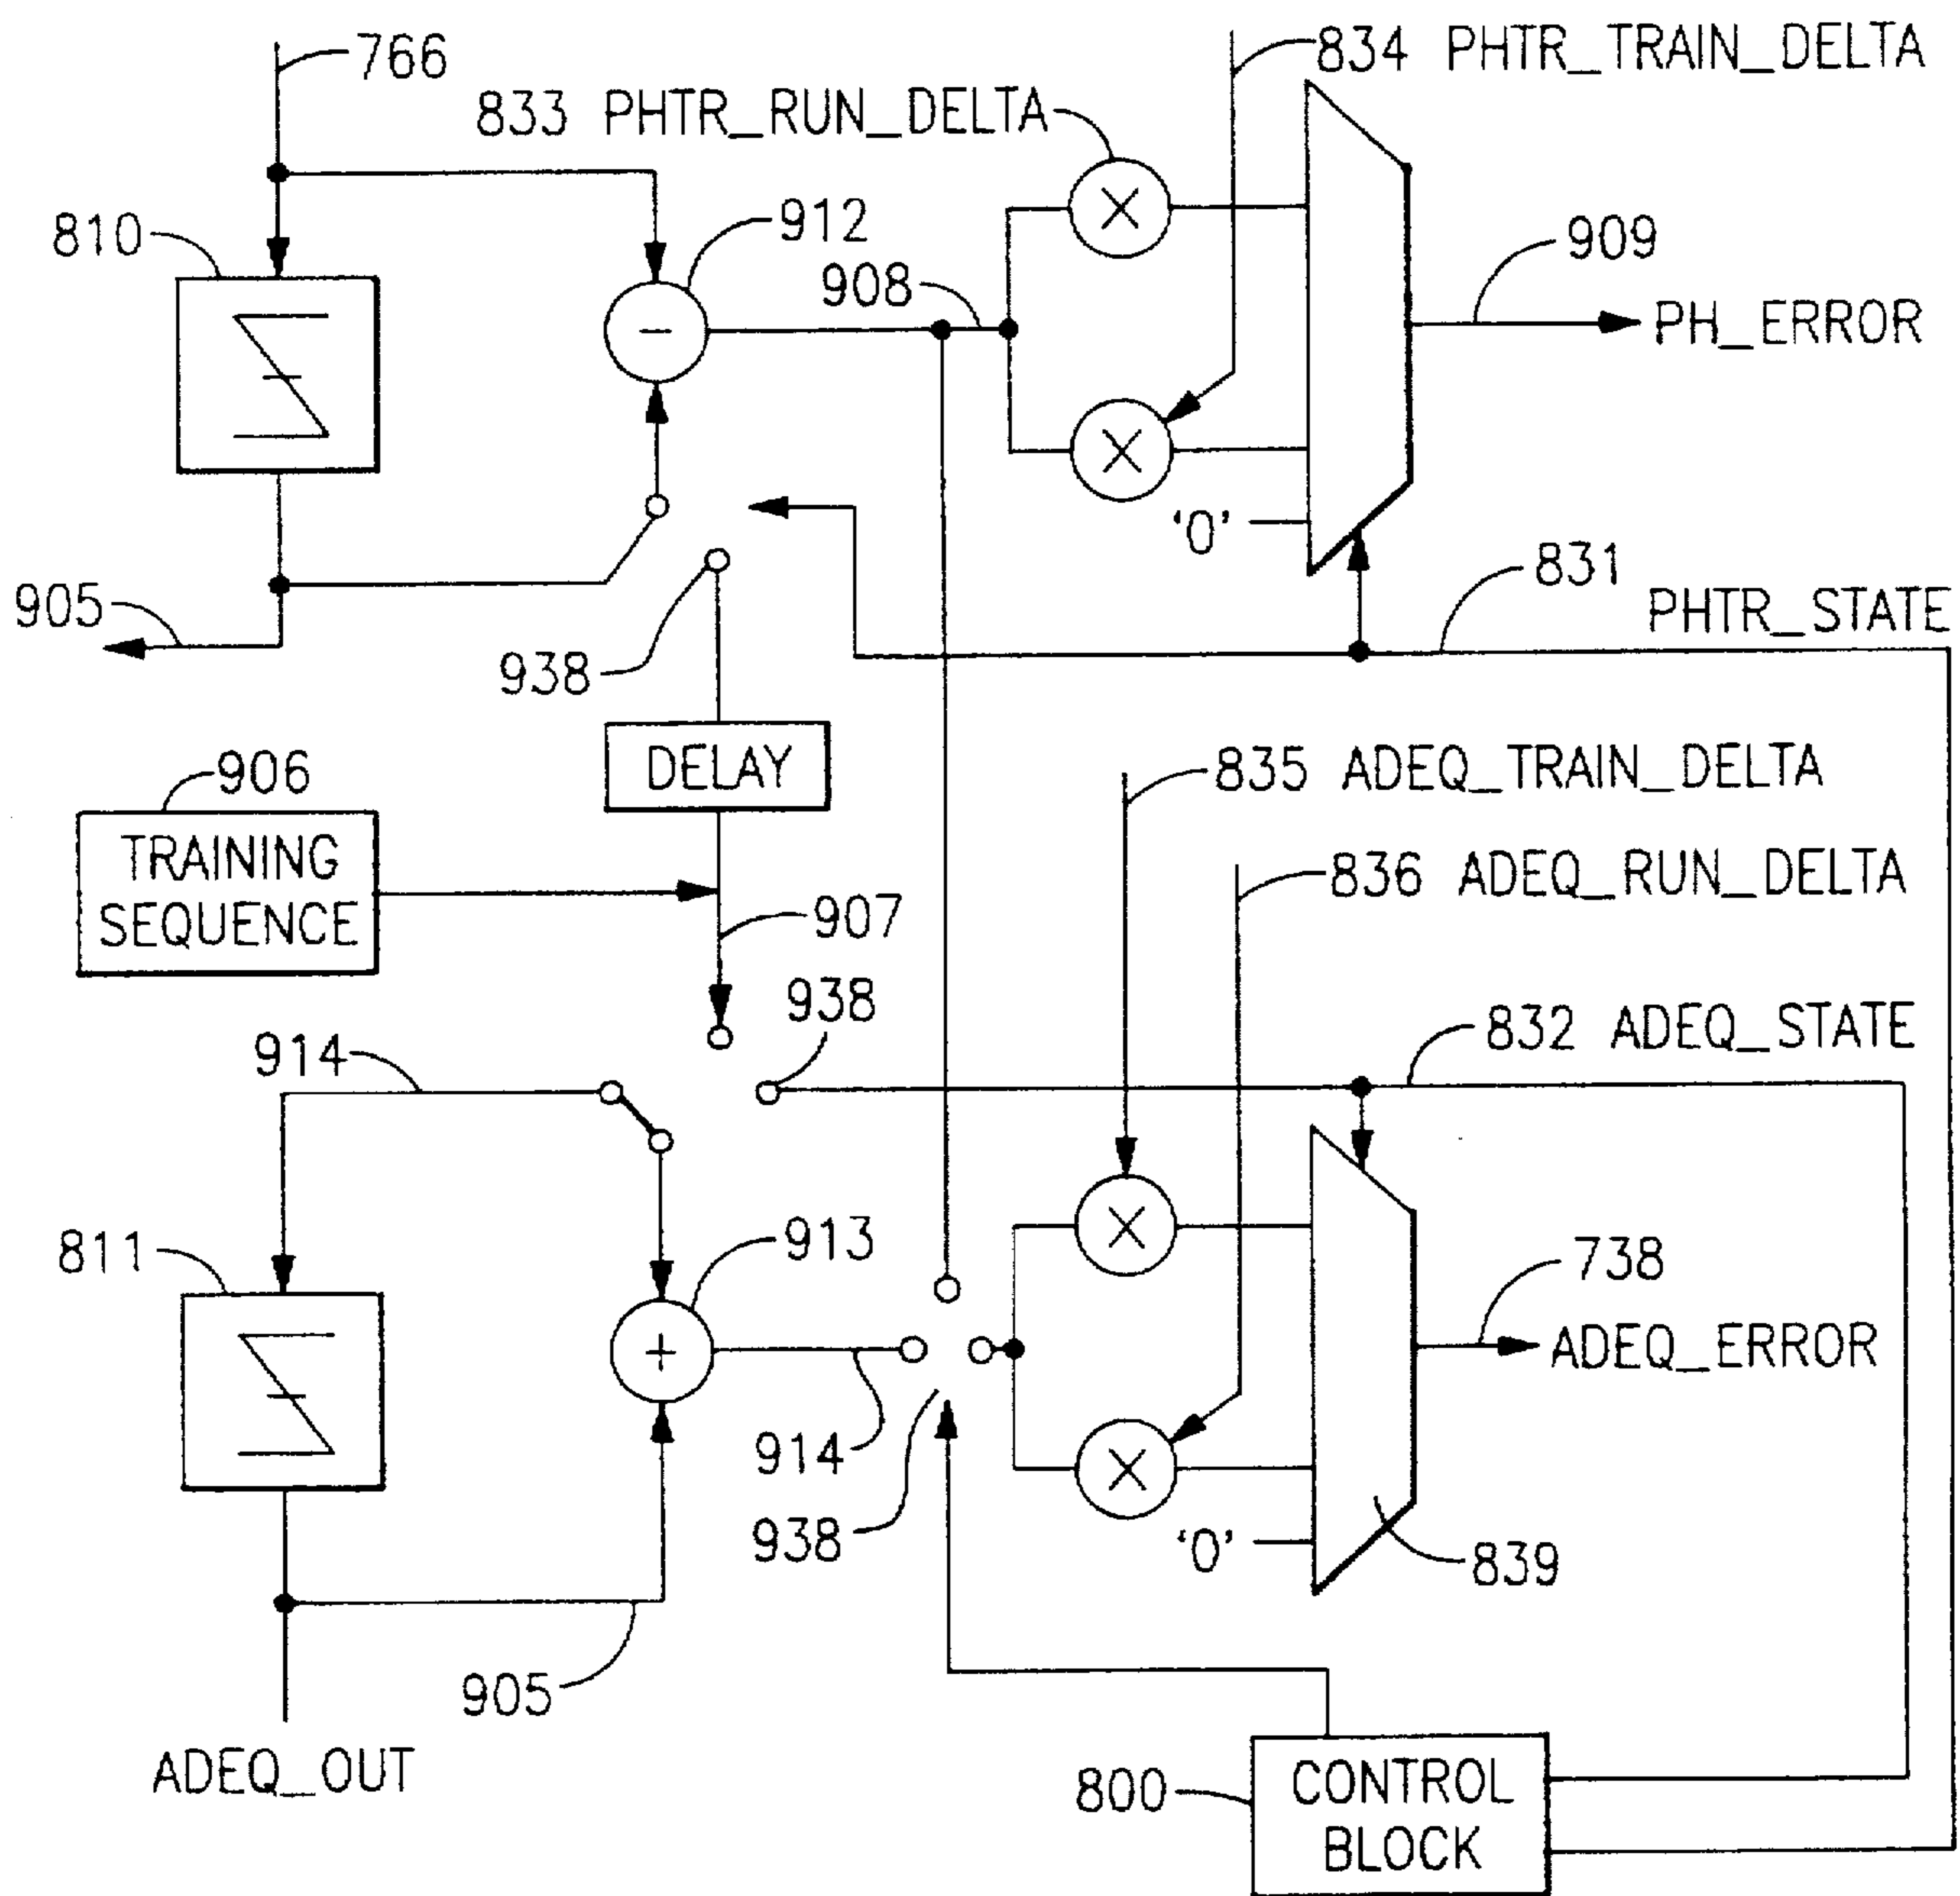 766
834 PHTR_TRAIN_DELTA
833 PHTR_RUN_DELTA
810
912
908
909
PH_ERROR
'0'
831
PHTR_STATE
905
938
DELAY
906
TRAINING
SEQUENCE
835 ADEQ_TRAIN_DELTA
836 ADEQ_RUN_DELTA
907
938
832 ADEQ_STATE
914
811
913
738
ADEQ_ERROR
914
938
'0'
839
905
ADEQ_OUT
800
CONTROL
BLOCK